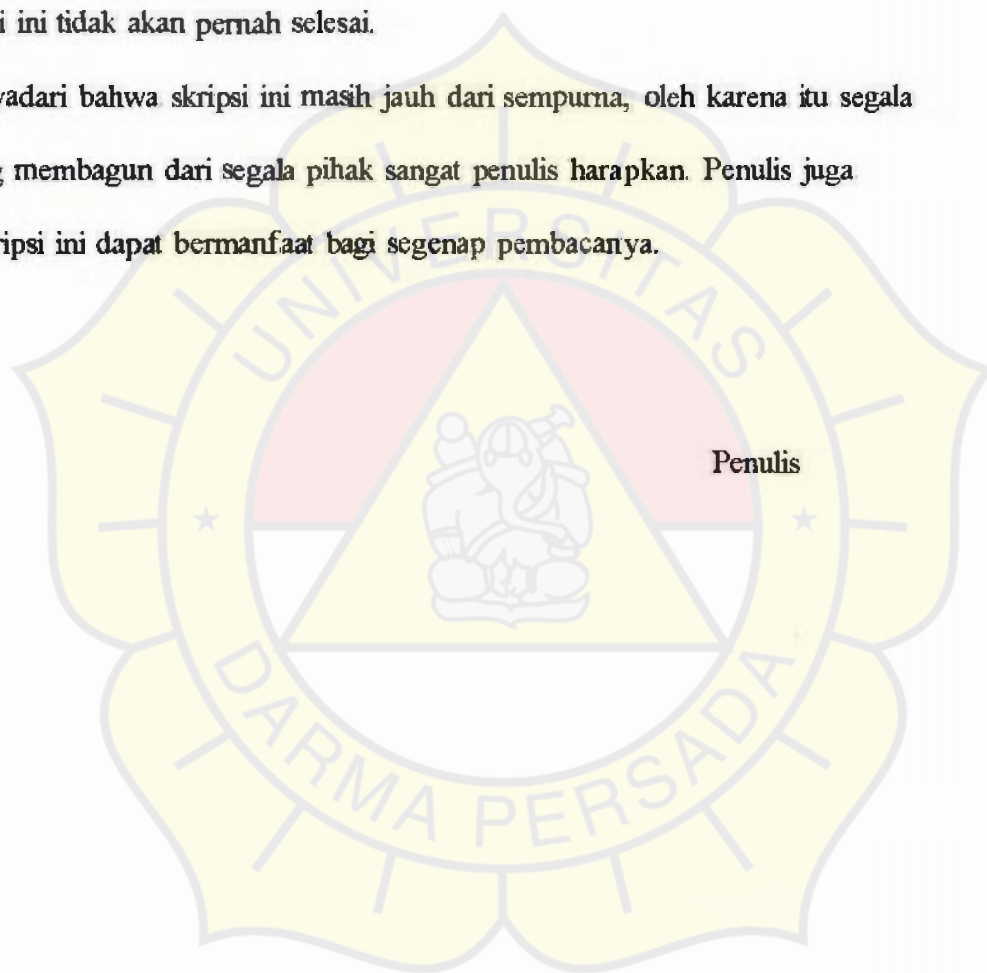 i ini tidak akan pernah selesai.
yadari bahwa skripsi ini masih jauh dari sempurna, oleh karena itu segala
g membagun dari segala pihak sangat penulis harapkan. Penulis juga
ripsi ini dapat bermanfaat bagi segenap pembacanya.
UNIVERSITAS
Penulis
DARMA PERSADA